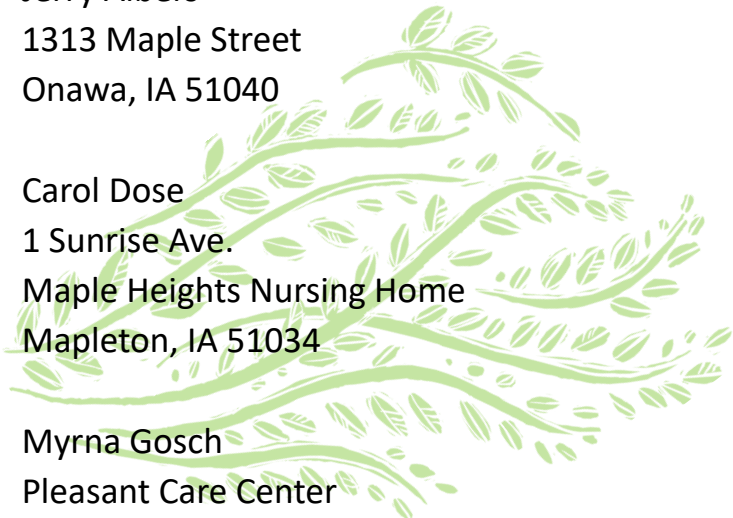 1313 Maple Street
Onawa, IA 51040
Carol Dose
1 Sunrise Ave.
Maple Heights Nursing Home
Mapleton, IA 51034
Myrna Gosch
Pleasant Care Center